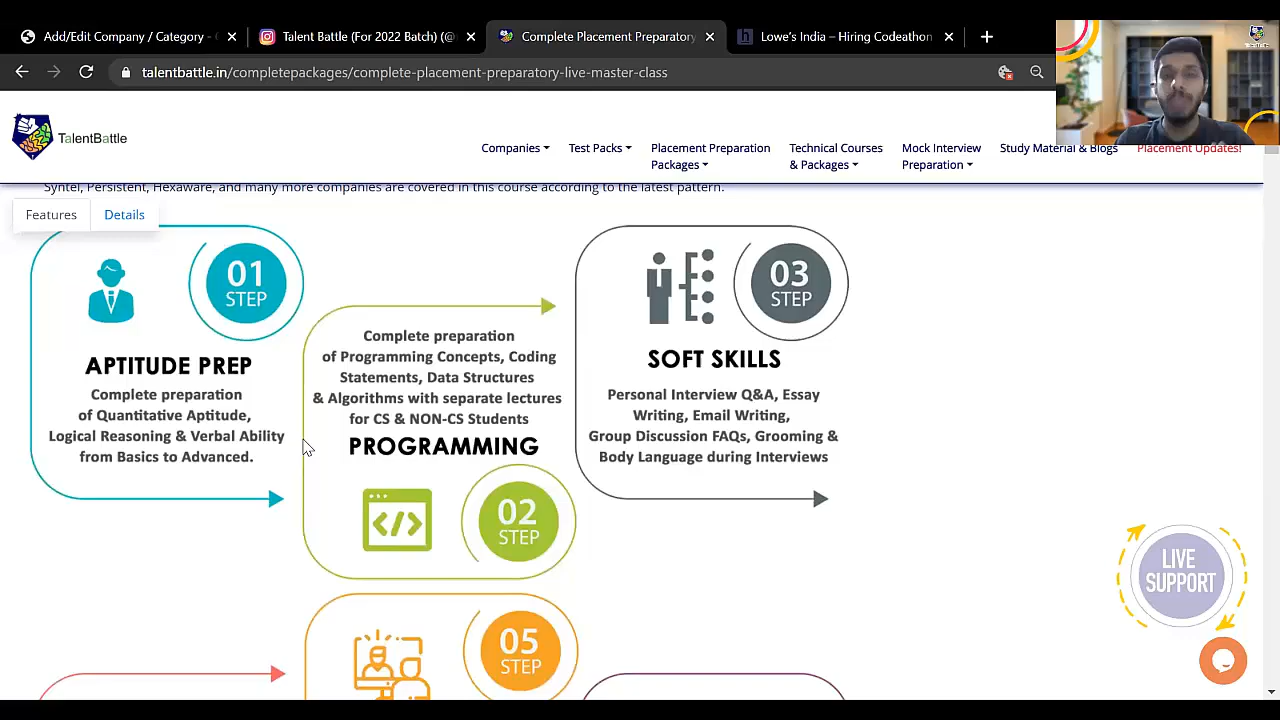 Add/Edit Company / Category -
Talent Battle (For 2022 Batch) (@
Complete Placement Preparatory
Lowe's India – Hiring Codeathon
talentbattle.in/completepackages/complete-placement-preparatory-live-master-class
TalentBattle
Companies
Test Packs
Placement Preparation
Packages
Technical Courses
& Packages
Mock Interview
Preparation
Study Material & Blogs
Placement Updates!
Syntel, Persistent, Hexaware, and many more companies are covered in this course according to the latest pattern.
Features
Details
01
STEP
APTITUDE PREP
Complete preparation
of Quantitative Aptitude,
Logical Reasoning & Verbal Ability
from Basics to Advanced.
Complete preparation
of Programming Concepts, Coding
Statements, Data Structures
& Algorithms with separate lectures
for CS & NON-CS Students
PROGRAMMING
02
STEP
03
STEP
SOFT SKILLS
Personal Interview Q&A, Essay
Writing, Email Writing,
Group Discussion FAQs, Grooming &
Body Language during Interviews
05
STEP
LIVE
SUPPORT